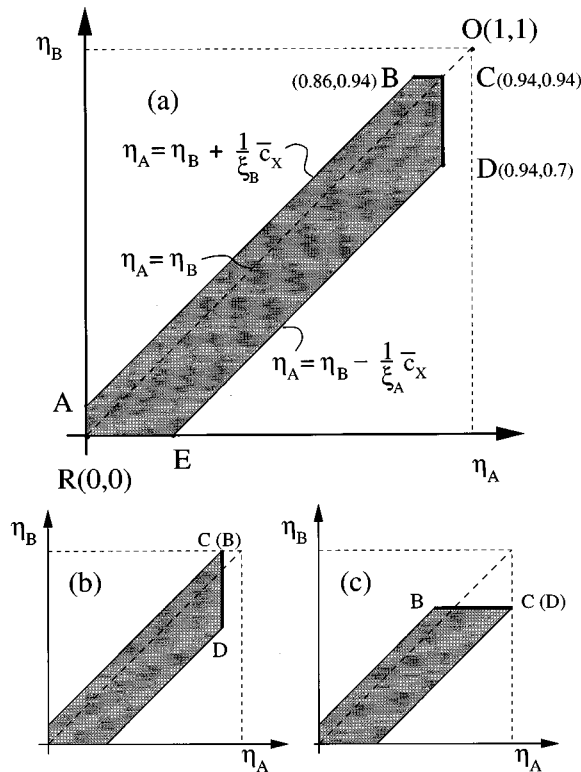 η_B
O(1,1)
(a)
(0.86,0.94) B
C(0.94,0.94)
η_A = η_B + 1/ξ_B c̅_X
D(0.94,0.7)
η_A = η_B
η_A = η_B − 1/ξ_A c̅_X
A
R(0,0)
E
η_A
η_B
(b)
C (B)
D
η_A
η_B
(c)
B
C (D)
η_A